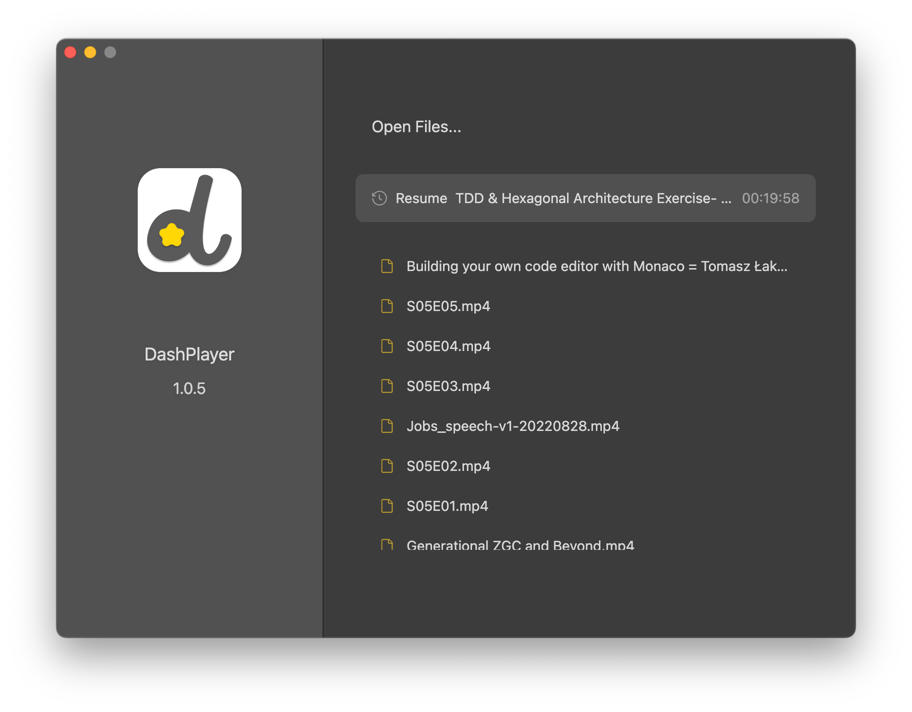 Open Files...
Resume TDD & Hexagonal Architecture Exercise- ... 00:19:58
Building your own code editor with Monaco = Tomasz Łak...
S05E05.mp4
S05E04.mp4
S05E03.mp4
Jobs_speech-v1-20220828.mp4
S05E02.mp4
S05E01.mp4
Generational ZGC and Beyond.mp4
d
DashPlayer
1.0.5